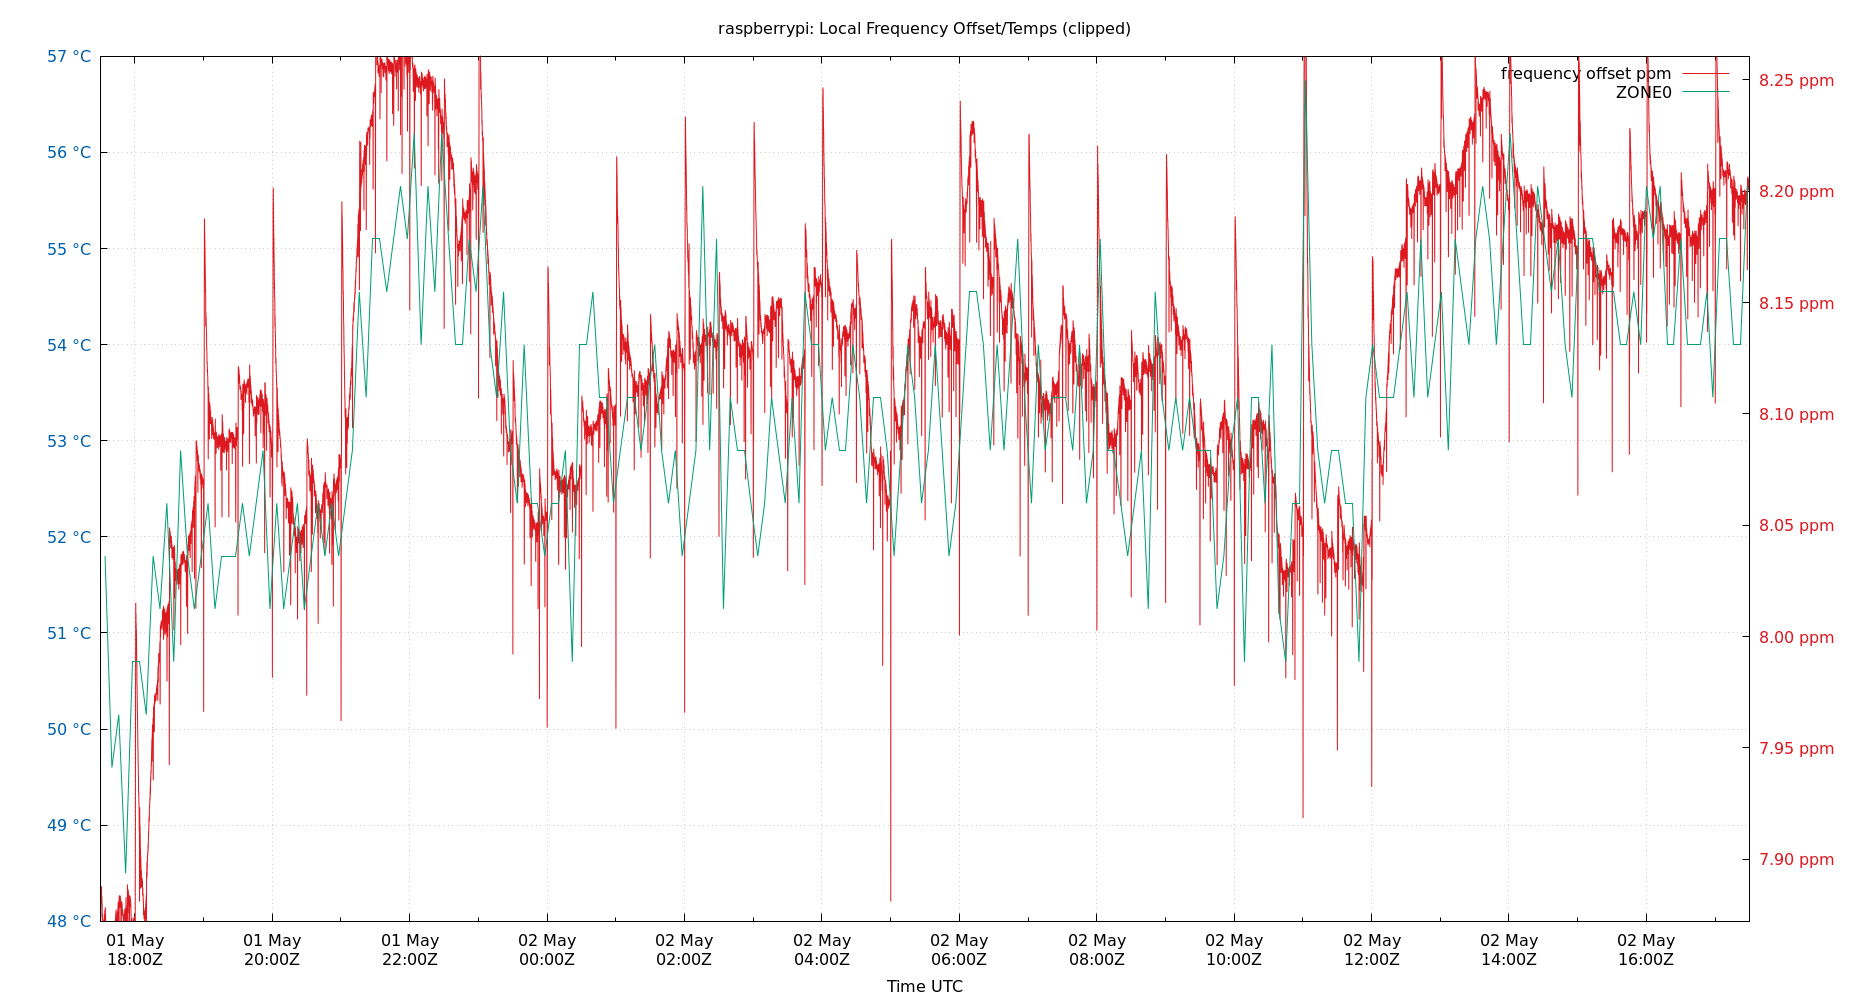 raspberrypi: Local Frequency Offset/Temps (clipped)
57 °C
56 °C
55 °C
54 °C
53 °C
52 °C
51 °C
50 °C
49 °C
48 °C
frequency offset ppm
ZONE0
8.25 ppm
8.20 ppm
8.15 ppm
8.10 ppm
8.05 ppm
8.00 ppm
7.95 ppm
7.90 ppm
01 May 01 May 01 May 02 May 02 May 02 May 02 May 02 May 02 May 02 May 02 May 02 May
18:00Z 20:00Z 22:00Z 00:00Z 02:00Z 04:00Z 06:00Z 08:00Z 10:00Z 12:00Z 14:00Z 16:00Z
Time UTC